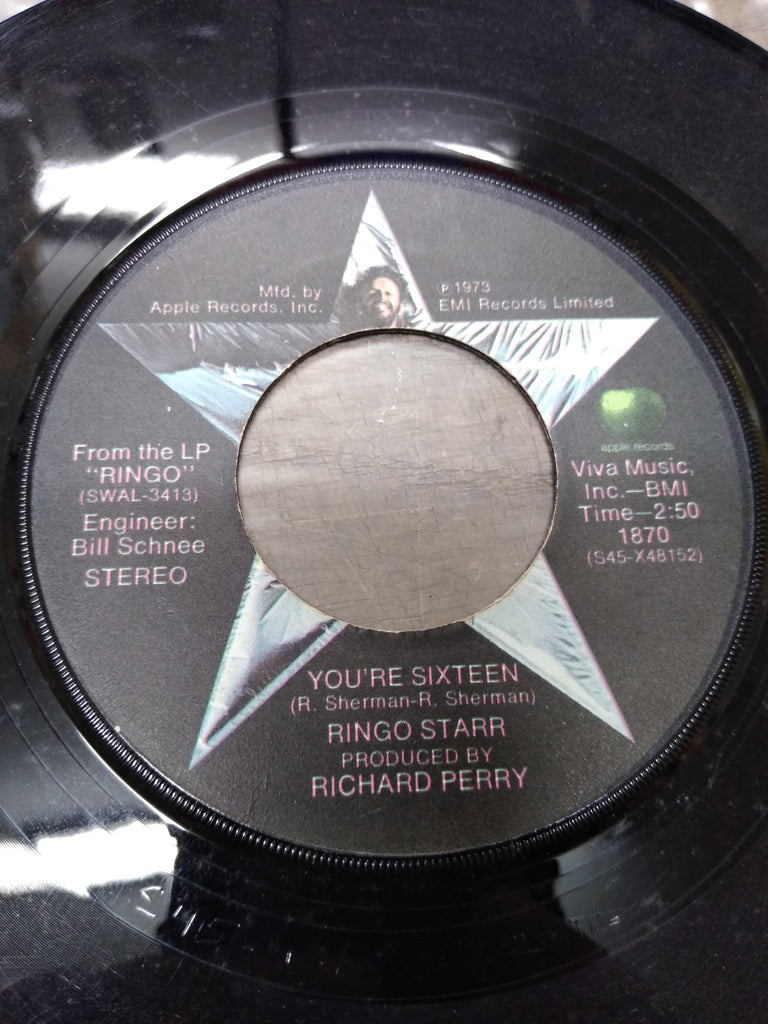 Mfd. by
Apple Records, Inc.
℗ 1973
EMI Records Limited
From the LP
"RINGO"
(SWAL-3413)
Engineer:
Bill Schnee
STEREO
apple records
Viva Music,
Inc.—BMI
Time—2:50
1870
(S45-X48152)
YOU'RE SIXTEEN
(R. Sherman-R. Sherman)
RINGO STARR
PRODUCED BY
RICHARD PERRY